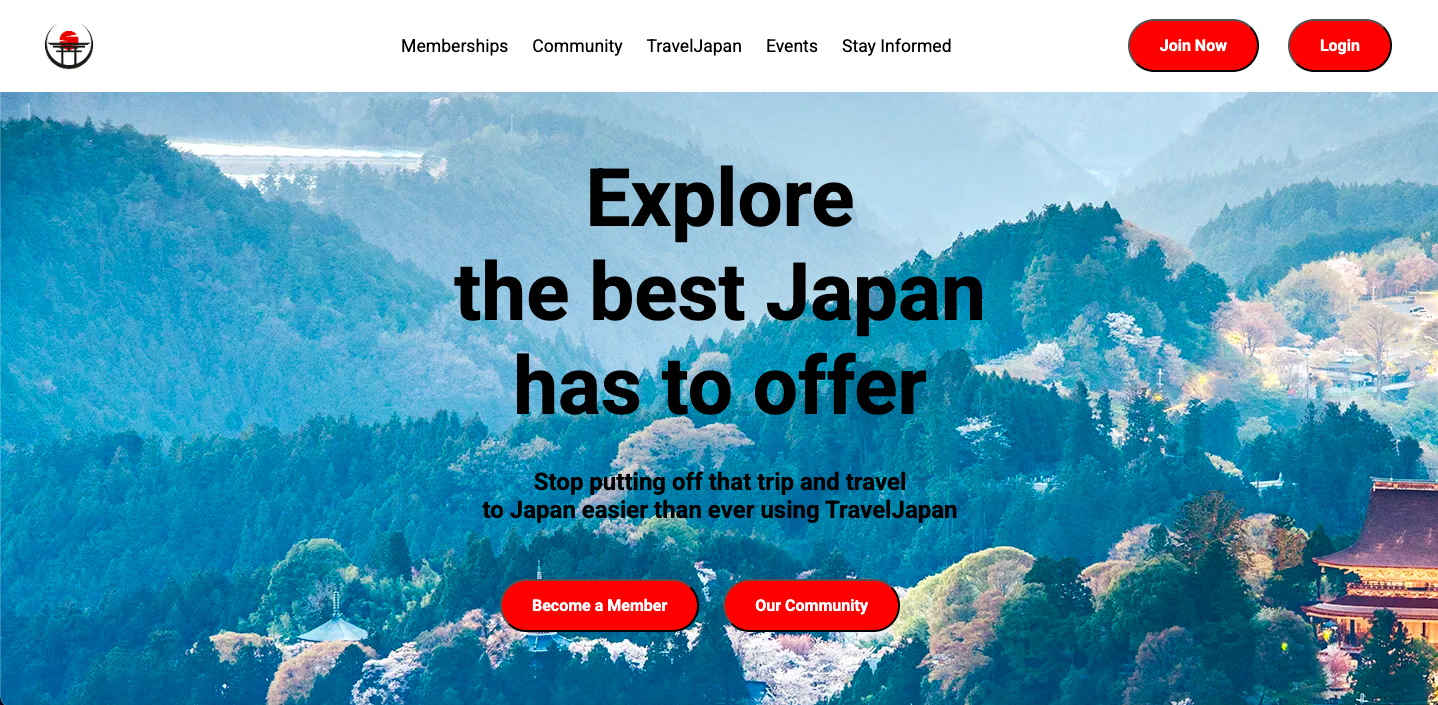 Memberships Community TravelJapan Events Stay Informed Join Now Login
Explore
the best Japan
has to offer
Stop putting off that trip and travel
to Japan easier than ever using TravelJapan
Become a Member Our Community